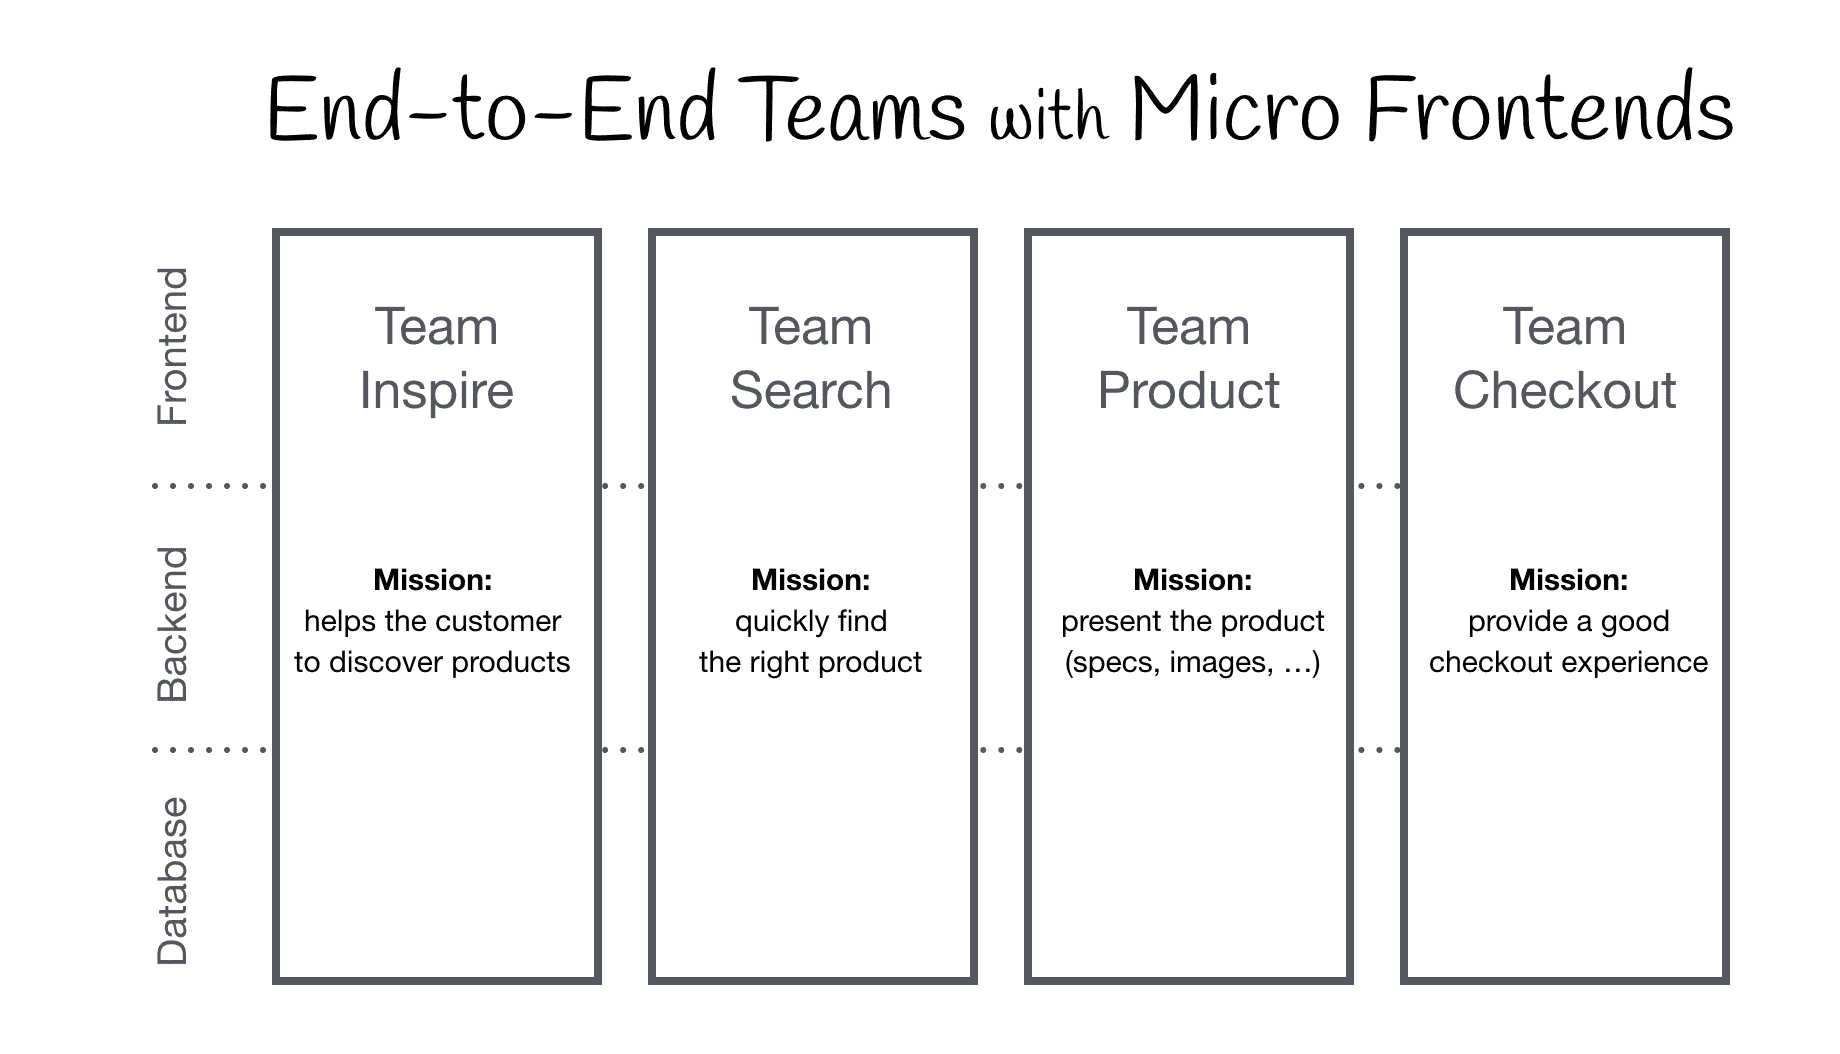 End-to-End Teams with Micro Frontends
Frontend
Backend
Database
Team
Inspire
Mission:
helps the customer
to discover products
Team
Search
Mission:
quickly find
the right product
Team
Product
Mission:
present the product
(specs, images, …)
Team
Checkout
Mission:
provide a good
checkout experience